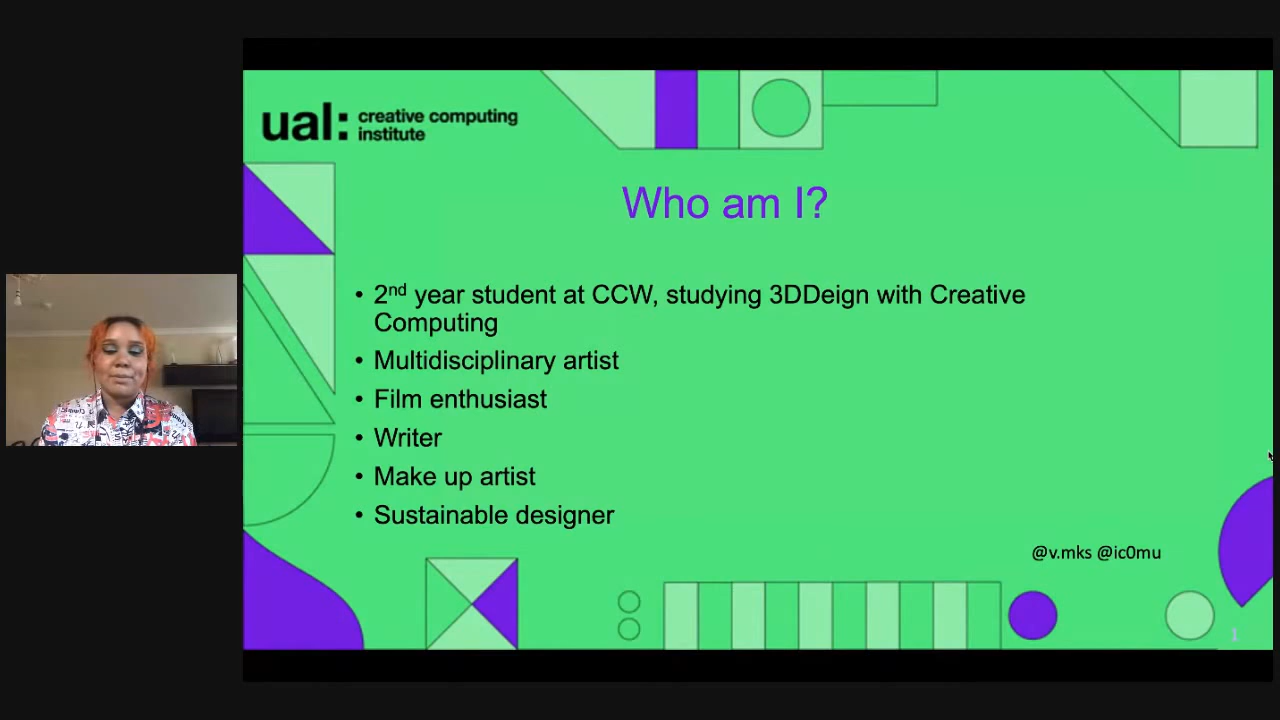 ual: creative computing
institute
Who am I?
• 2nd year student at CCW, studying 3DDeign with Creative
Computing
• Multidisciplinary artist
• Film enthusiast
• Writer
• Make up artist
• Sustainable designer
@v.mks @ic0mu
1